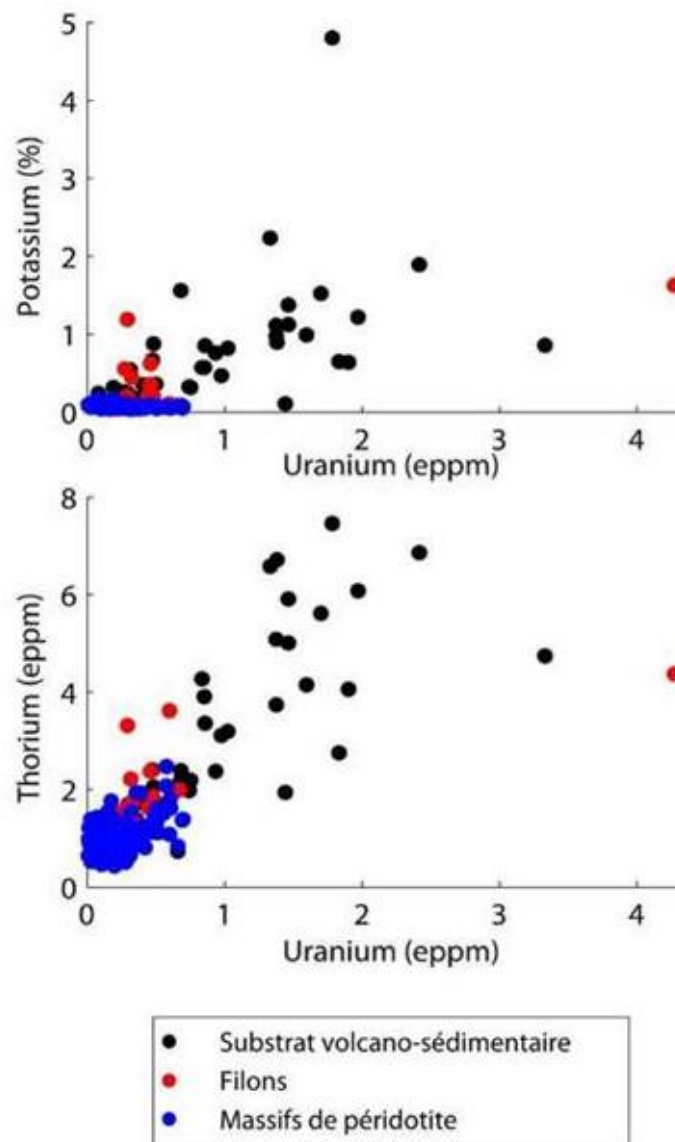 5
4
3
2
1
0
Potassium (%)
0 1 2 3 4
Uranium (eppm)
8
6
4
2
0
Thorium (eppm)
0 1 2 3 4
Uranium (eppm)
Substrat volcano-sédimentaire
Filons
Massifs de péridotite